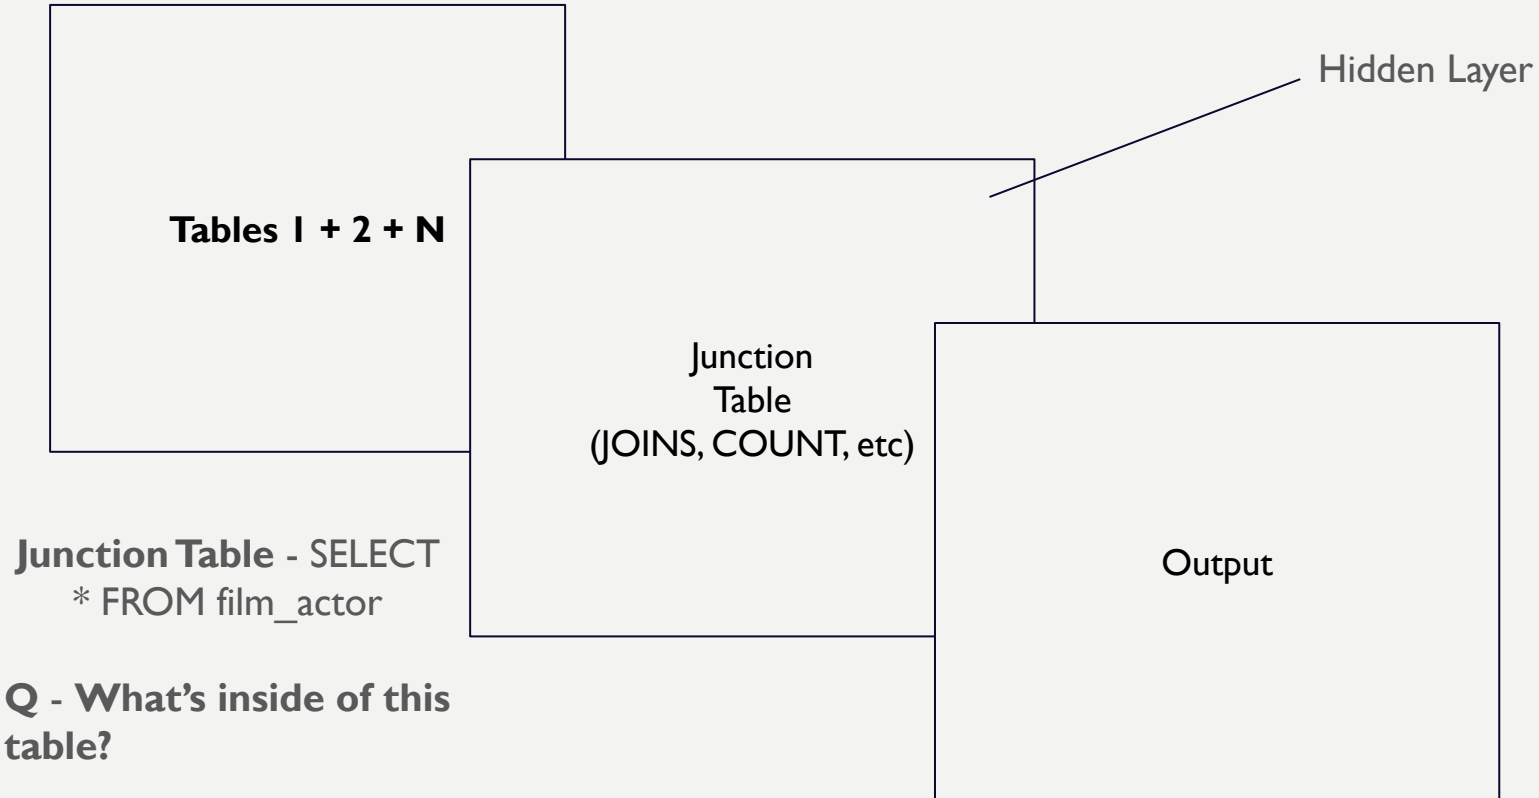 Hidden Layer
Tables 1 + 2 + N
Junction
Table
(JOINS, COUNT, etc)
Junction Table - SELECT
* FROM film_actor
Output
Q - What’s inside of this
table?